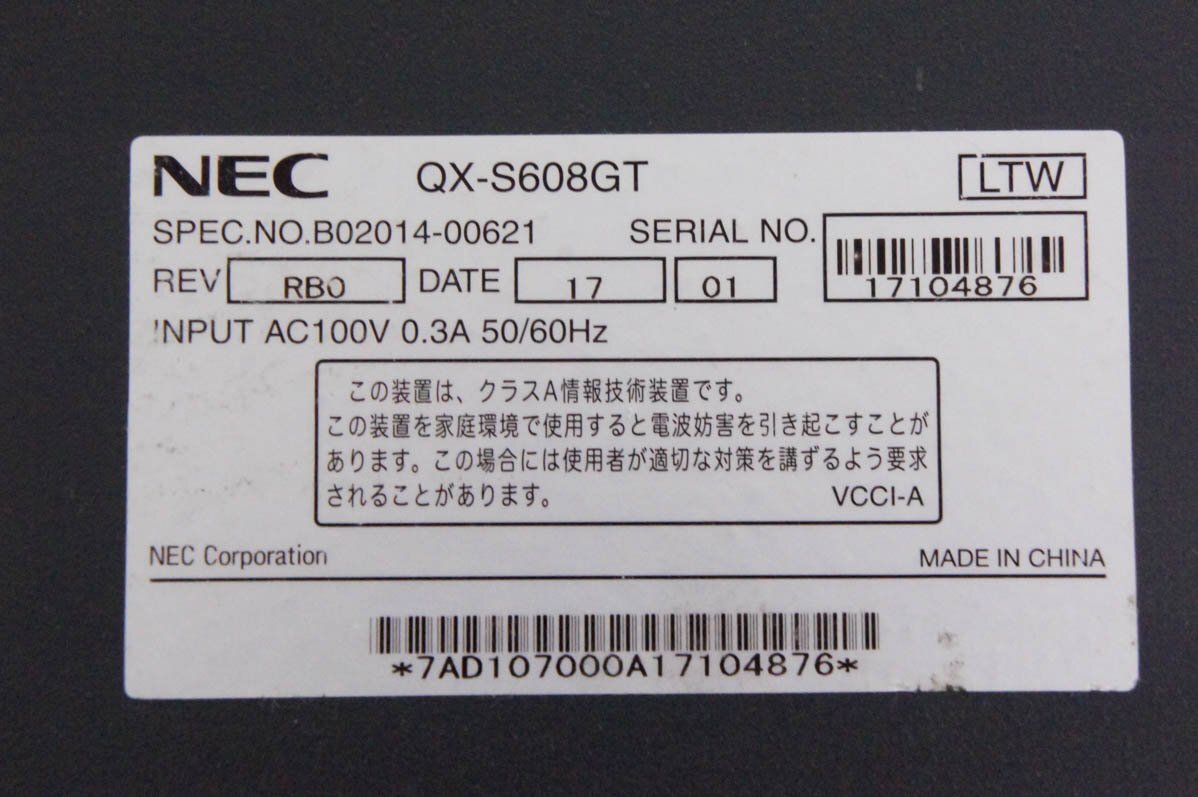 NEC QX-S608GT LTW
SPEC.NO.B02014-00621 SERIAL NO.
17104876
REV RB0 DATE 17 01
INPUT AC100V 0.3A 50/60Hz
この装置は、クラスA情報技術装置です。
この装置を家庭環境で使用すると電波妨害を引き起こすことが
あります。この場合には使用者が適切な対策を講ずるよう要求
されることがあります。 VCCI-A
NEC Corporation MADE IN CHINA
*7AD107000A17104876*